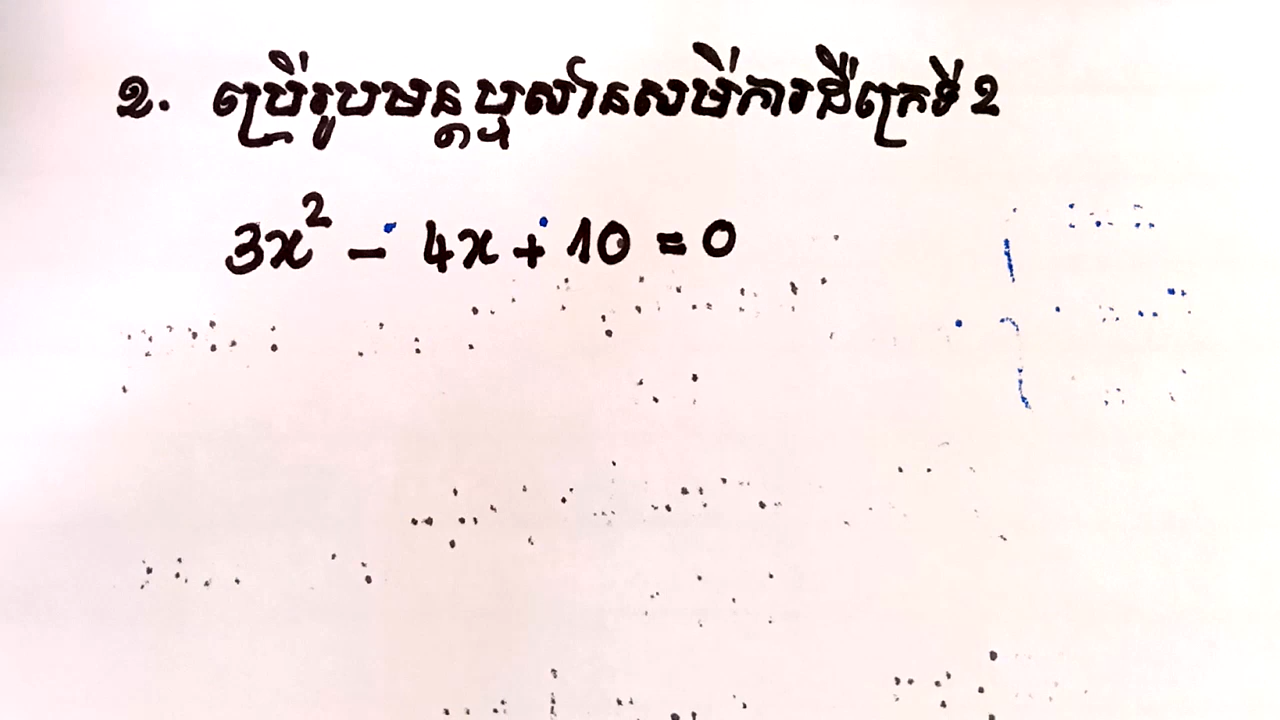 ២. ប្រើរូបមន្តឬសនៃសមីការដឺក្រេទី 2
3x² - 4x + 10 = 0